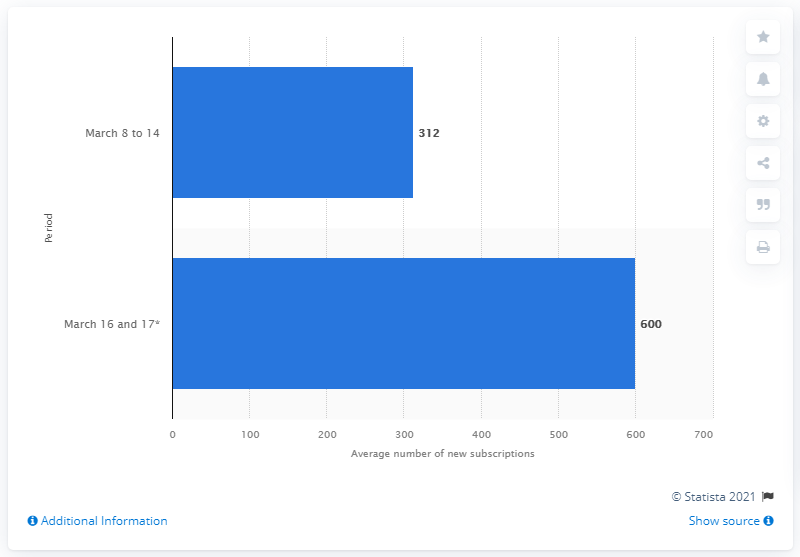 March 8 to 14
312
Period
March 16 and 17*
600
0 100 200 300 400 500 600 700
Average number of new subscriptions
© Statista 2021
Additional Information
Show source